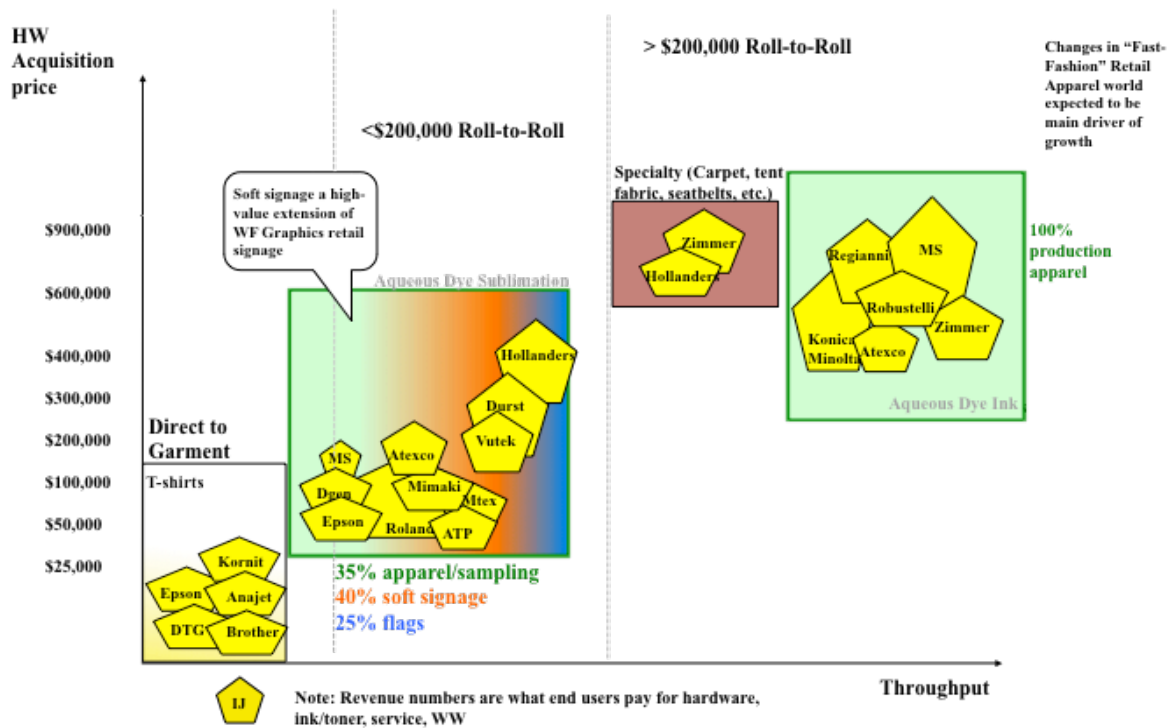 HW
Acquisition
price
> $200,000 Roll-to-Roll
Changes in “Fast-
Fashion” Retail
Apparel world
expected to be
main driver of
growth
<$200,000 Roll-to-Roll
Soft signage a high-
value extension of
WF Graphics retail
signage
Specialty (Carpet, tent
fabric, seatbelts, etc.)
Zimmer
Hollanders
Regianni
MS
Robustelli
Konica
Minolta
Atexco
Zimmer
Aqueous Dye Ink
100%
production
apparel
$900,000
$600,000
$400,000
$300,000
$200,000
$100,000
$50,000
$25,000
Aqueous Dye Sublimation
Hollanders
Durst
Vutek
MS
Atexco
Dgen
Mimaki
Mtex
Epson
Roland
ATP
Direct to
Garment
T-shirts
Kornit
Epson
Anajet
DTG
Brother
35% apparel/sampling
40% soft signage
25% flags
Throughput
IJ
Note: Revenue numbers are what end users pay for hardware,
ink/toner, service, WW